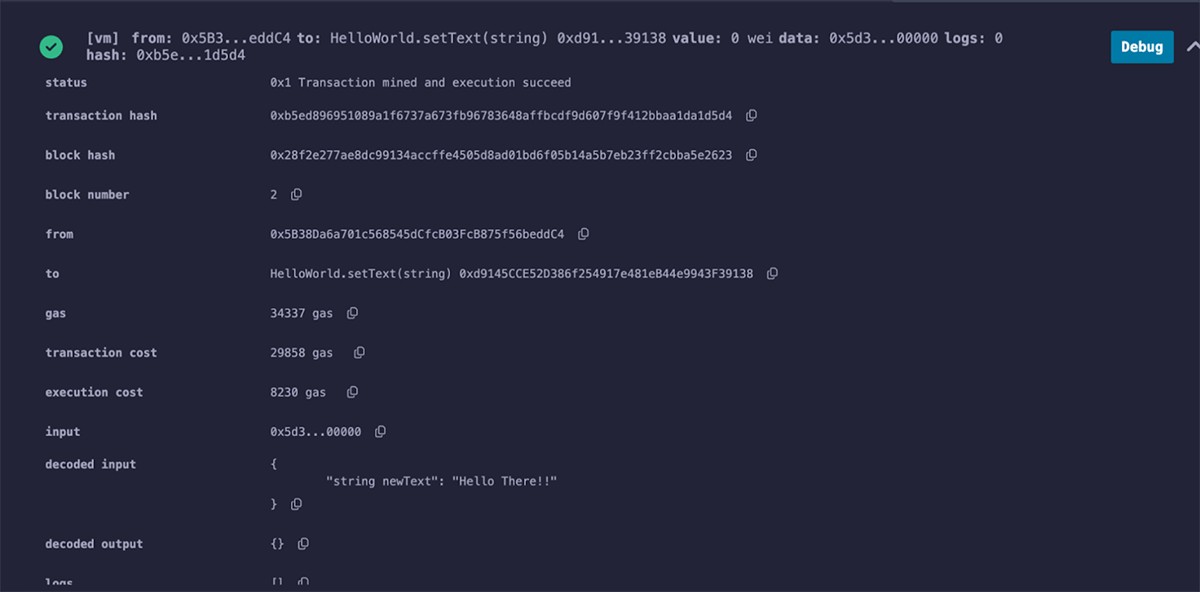 [vm] from: 0x5B3...eddC4 to: HelloWorld.setText(string) 0xd91...39138 value: 0 wei data: 0x5d3...00000 logs: 0
hash: 0xb5e...1d5d4
Debug
status 0x1 Transaction mined and execution succeed
transaction hash 0xb5ed896951089a1f6737a673fb96783648affbcdf9d607f9f412bbaa1da1d5d4
block hash 0x28f2e277ae8dc99134accffe4505d8ad01bd6f05b14a5b7eb23ff2cbba5e2623
block number 2
from 0x5B38Da6a701c568545dCfcB03FcB875f56beddC4
to HelloWorld.setText(string) 0xd9145CCE52D386f254917e481eB44e9943F39138
gas 34337 gas
transaction cost 29858 gas
execution cost 8230 gas
input 0x5d3...00000
decoded input {
"string newText": "Hello There!!"
}
decoded output {}
logs []